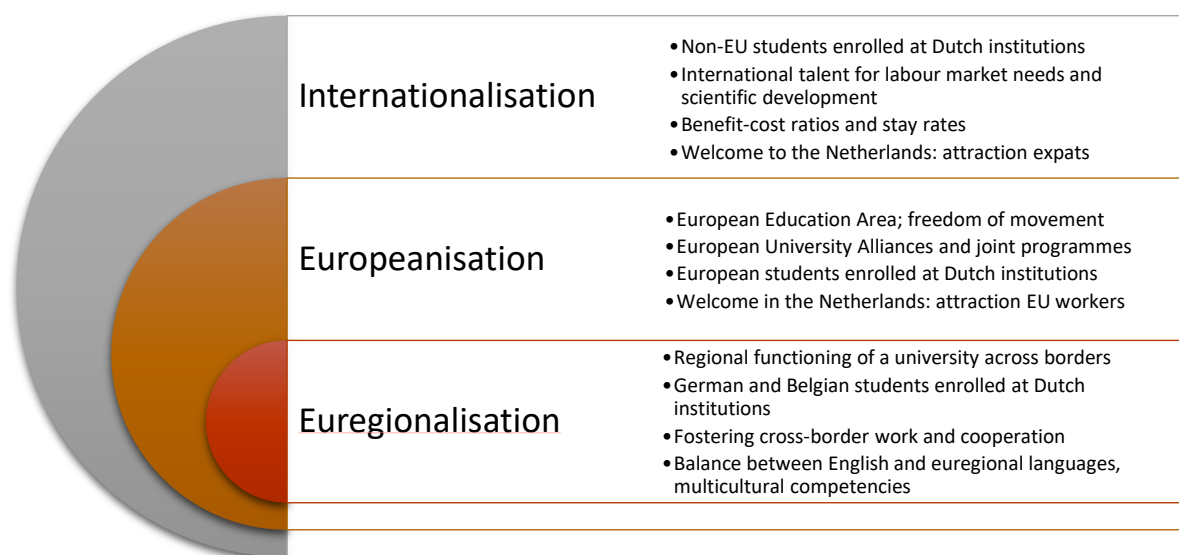 Internationalisation
•Non-EU students enrolled at Dutch institutions
•International talent for labour market needs and
scientific development
•Benefit-cost ratios and stay rates
•Welcome to the Netherlands: attraction expats
Europeanisation
•European Education Area; freedom of movement
•European University Alliances and joint programmes
•European students enrolled at Dutch institutions
•Welcome in the Netherlands: attraction EU workers
Euregionalisation
•Regional functioning of a university across borders
•German and Belgian students enrolled at Dutch
institutions
•Fostering cross-border work and cooperation
•Balance between English and euregional languages,
multicultural competencies